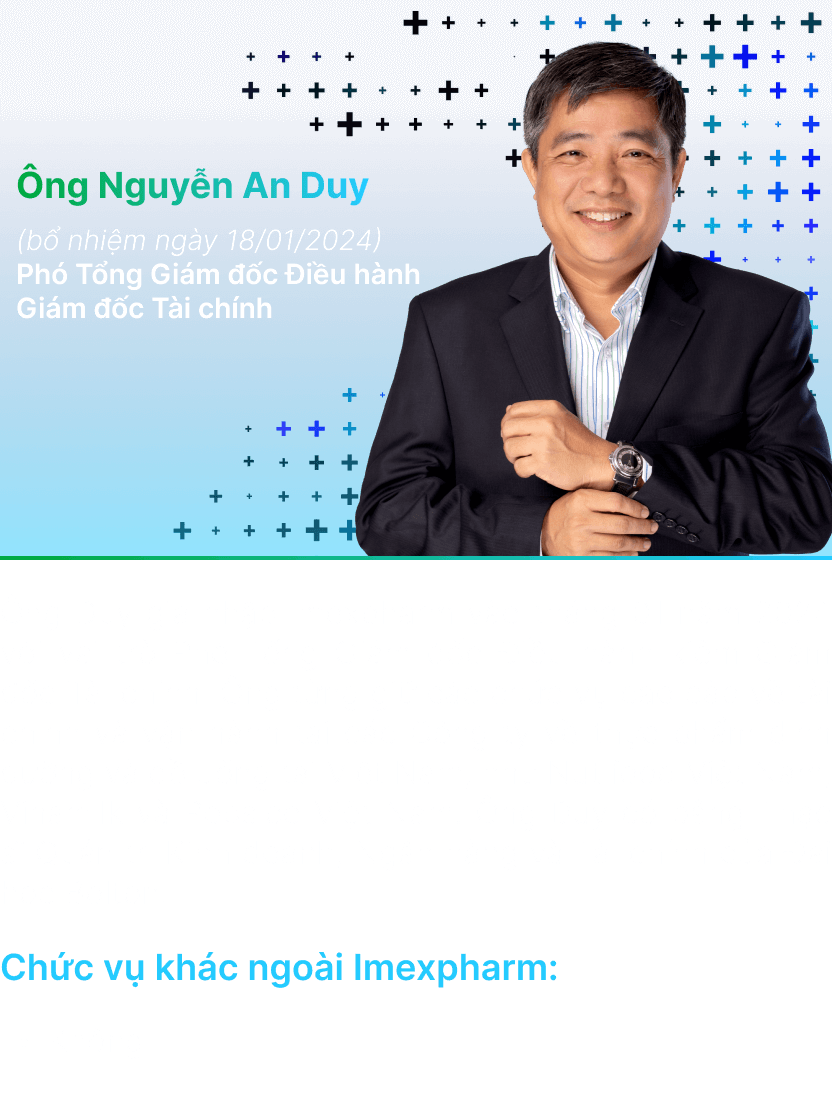 Ông Nguyễn An Duy
(bổ nhiệm ngày 18/01/2024)
Phó Tổng Giám đốc Điều hành
Giám đốc Tài chính
Chức vụ khác ngoài Imexpharm: